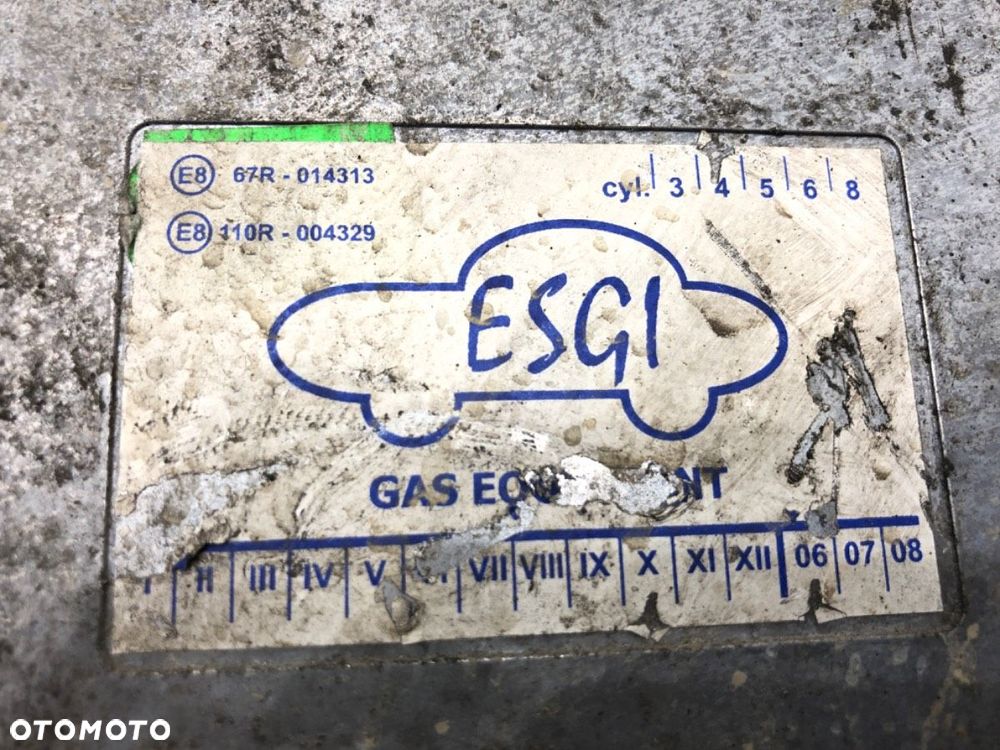 E8 67R - 014313
cyl. 3 4 5 6 8
E8 110R - 004329
ESGI
GAS
II III IV V VII VIII IX X XI XII 06 07 08
OTOMOTO